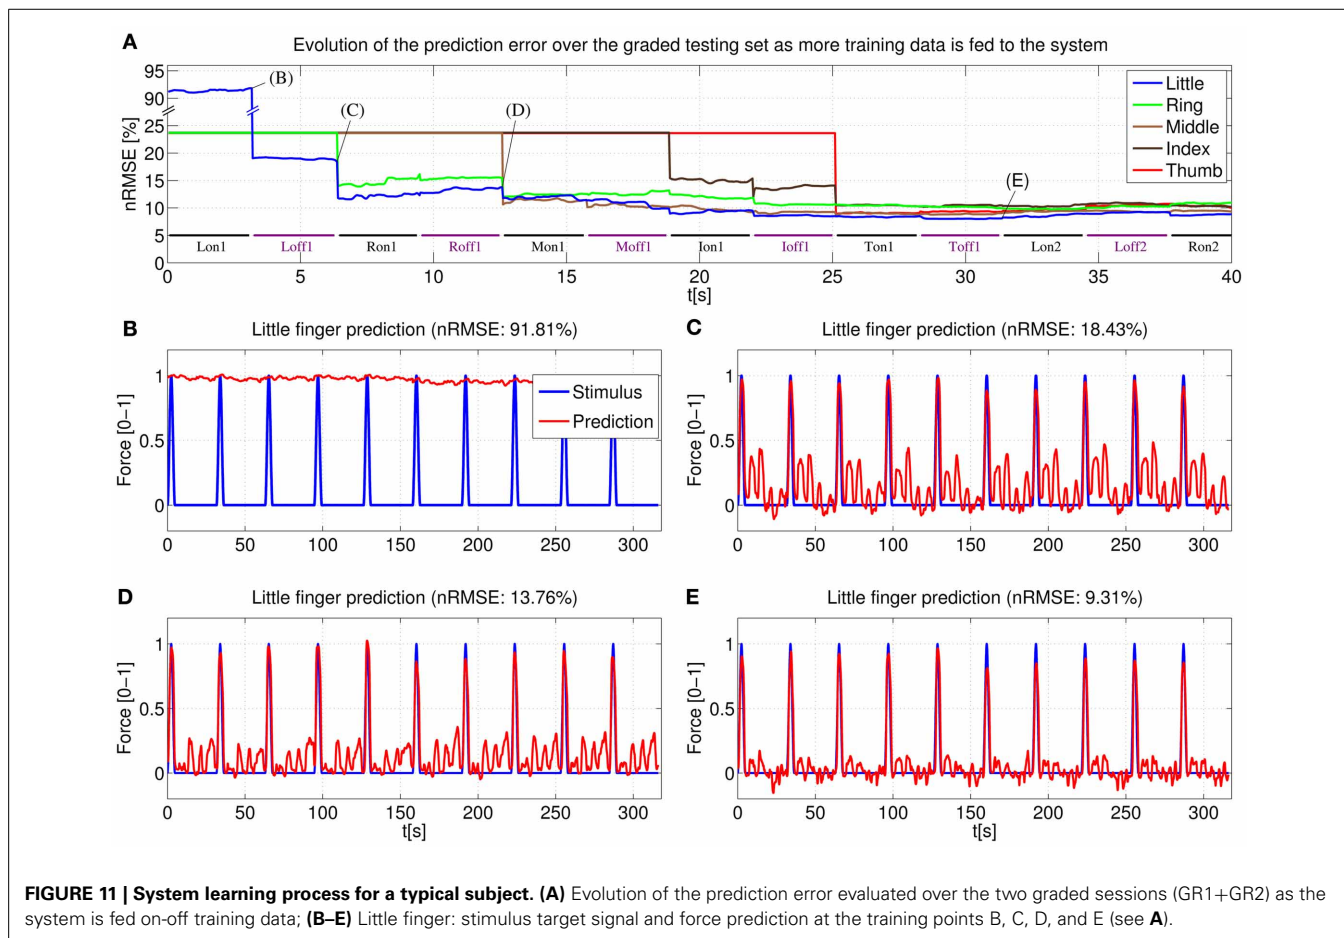 A
Evolution of the prediction error over the graded testing set as more training data is fed to the system
95
90
25
20
15
10
5
0
nRMSE [%]
(B)
(C)
(D)
(E)
Little
Ring
Middle
Index
Thumb
Lon1 Loff1 Ron1 Roff1 Mon1 Moff1 Ion1 Ioff1 Ton1 Toff1 Lon2 Loff2 Ron2
0 5 10 15 20 25 30 35 40
t[s]
B
Little finger prediction (nRMSE: 91.81%)
Force [0−1]
1
0.5
0
Stimulus
Prediction
0 50 100 150 200 250 300
C
Little finger prediction (nRMSE: 18.43%)
Force [0−1]
1
0.5
0
0 50 100 150 200 250 300
D
Little finger prediction (nRMSE: 13.76%)
Force [0−1]
1
0.5
0
0 50 100 150 200 250 300
t[s]
E
Little finger prediction (nRMSE: 9.31%)
Force [0−1]
1
0.5
0
0 50 100 150 200 250 300
t[s]
FIGURE 11 | System learning process for a typical subject. (A) Evolution of the prediction error evaluated over the two graded sessions (GR1+GR2) as the
system is fed on-off training data; (B–E) Little finger: stimulus target signal and force prediction at the training points B, C, D, and E (see A).